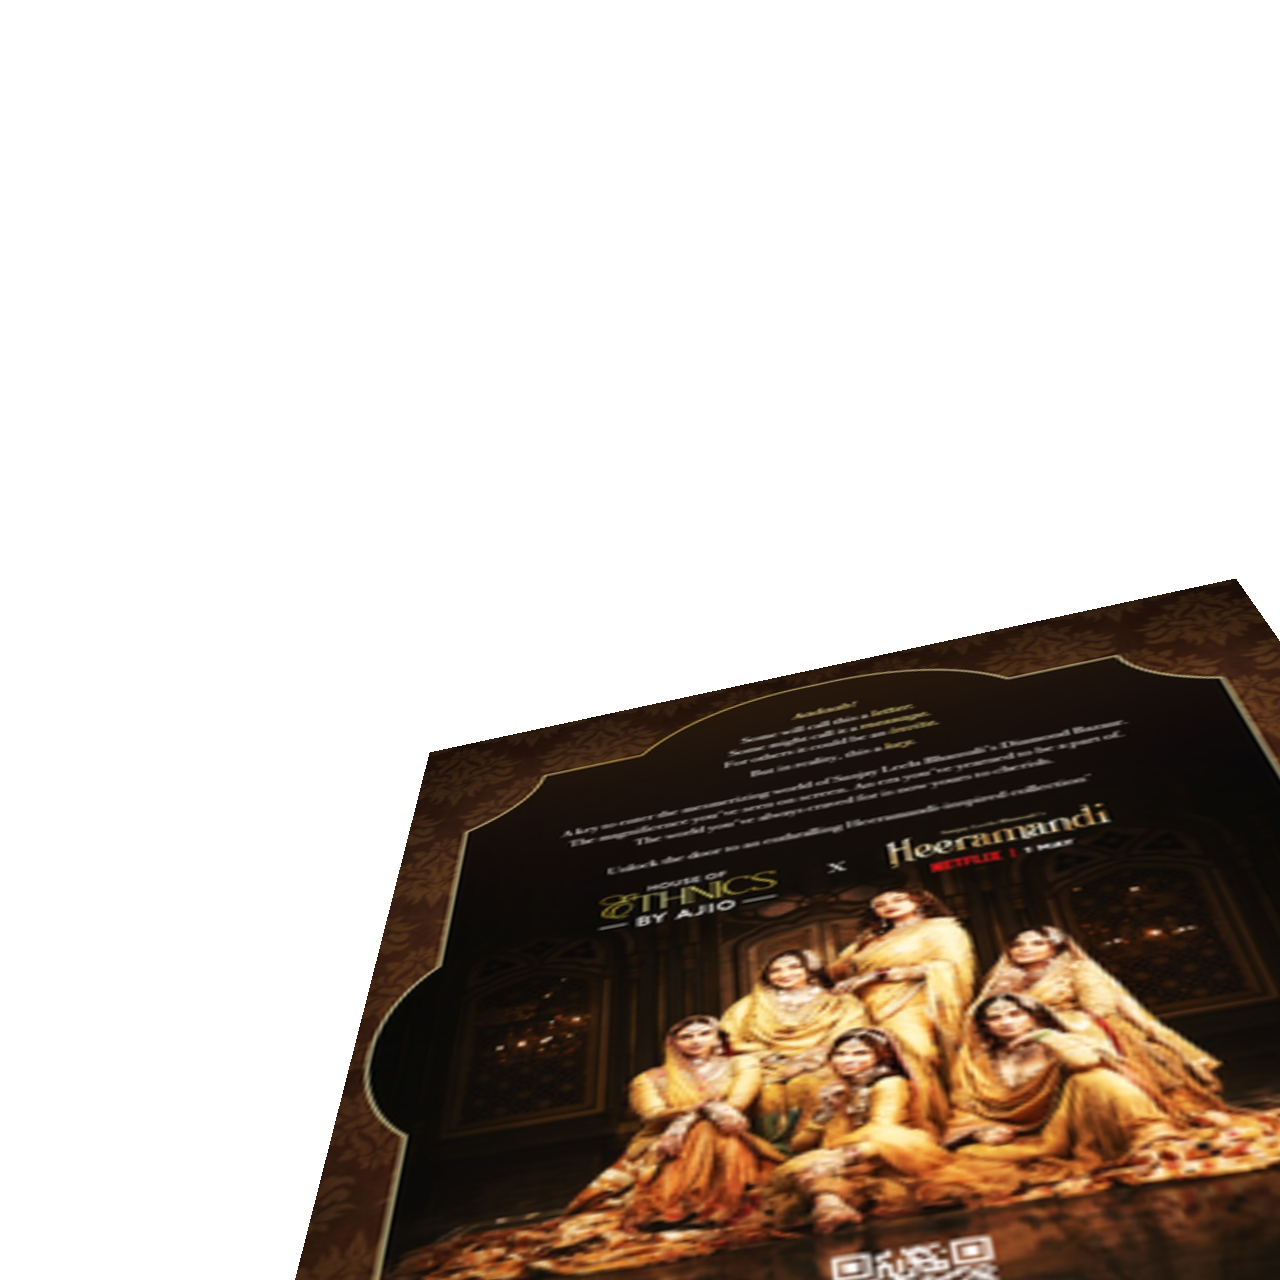 Aadaab!
Some will call this a letter.
Some might call it a message.
For others it could be an invite.
But in reality, this a key.
A key to enter the mesmerizing world of Sanjay Leela Bhansali's Diamond Bazaar.
The magnificence you've seen on screen. An era you've yearned to be a part of.
The world you've always craved for is now yours to cherish.
Unlock the door to an enthralling Heeramandi-inspired collection"
HOUSE OF
ETHNICS
BY AJIO
X
Heeramandi
NETFLIX | 1 MAY